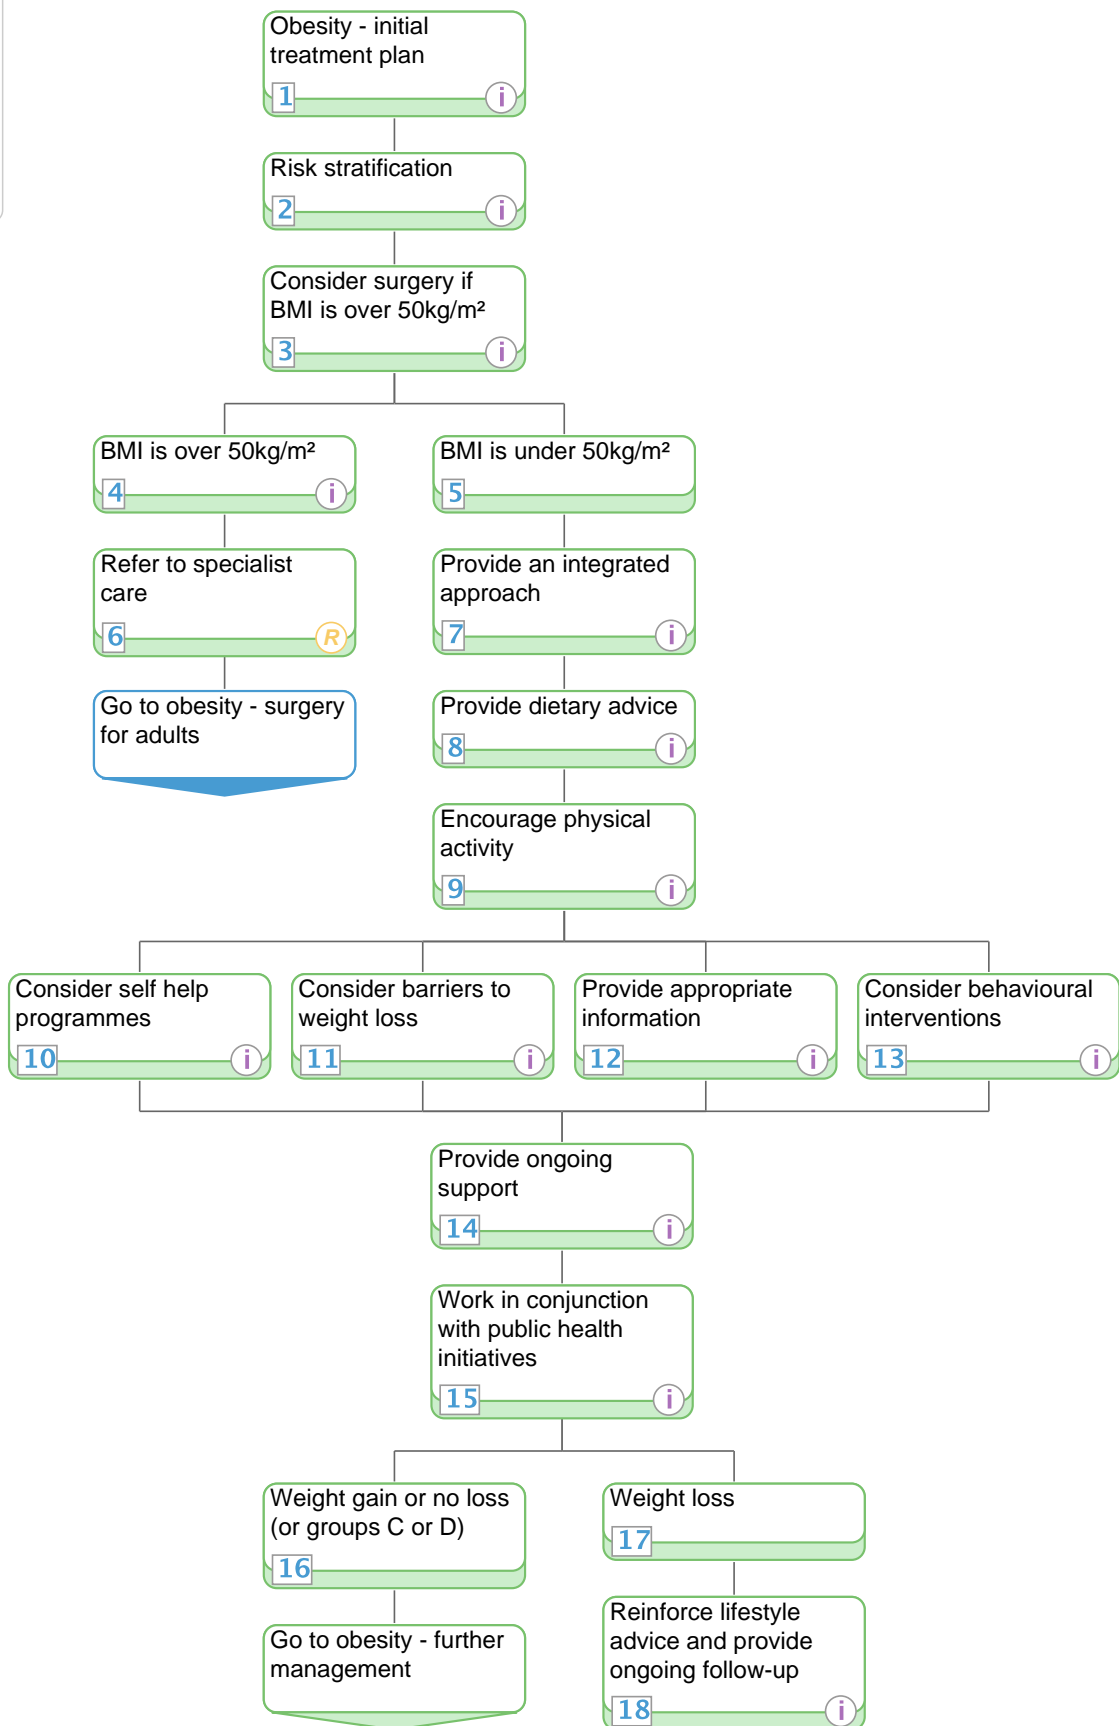 Obesity - initial
treatment plan
1
i
Risk stratification
2
i
Consider surgery if
BMI is over 50kg/m²
3
i
BMI is over 50kg/m²
4
i
BMI is under 50kg/m²
5
Refer to specialist
care
6
R
Provide an integrated
approach
7
i
Go to obesity - surgery
for adults
Provide dietary advice
8
i
Encourage physical
activity
9
i
Consider self help
programmes
10
i
Consider barriers to
weight loss
11
i
Provide appropriate
information
12
i
Consider behavioural
interventions
13
i
Provide ongoing
support
14
i
Work in conjunction
with public health
initiatives
15
i
Weight gain or no loss
(or groups C or D)
16
Weight loss
17
Go to obesity - further
management
Reinforce lifestyle
advice and provide
ongoing follow-up
18
i